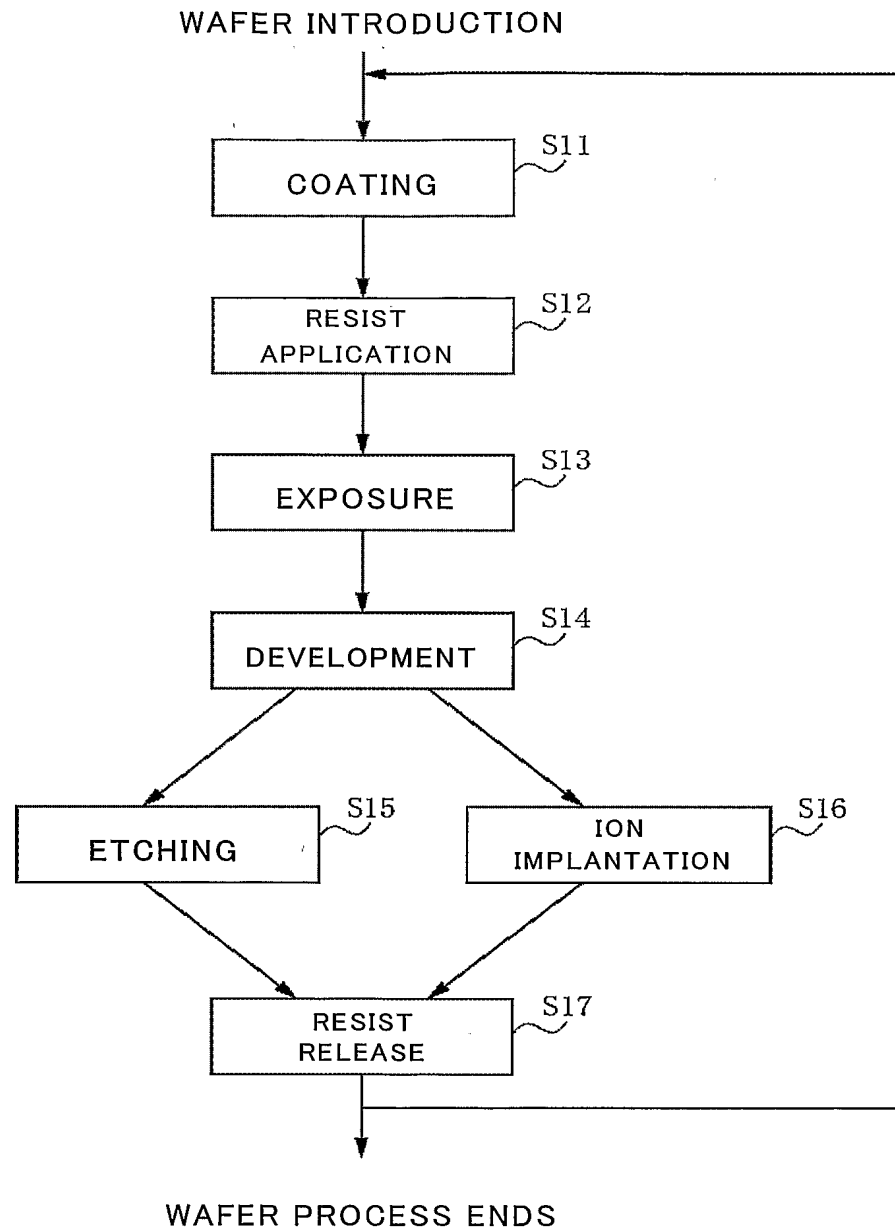 WAFER INTRODUCTION
S11
COATING
S12
RESIST
APPLICATION
S13
EXPOSURE
S14
DEVELOPMENT
S15
ETCHING
S16
ION
IMPLANTATION
S17
RESIST
RELEASE
WAFER PROCESS ENDS